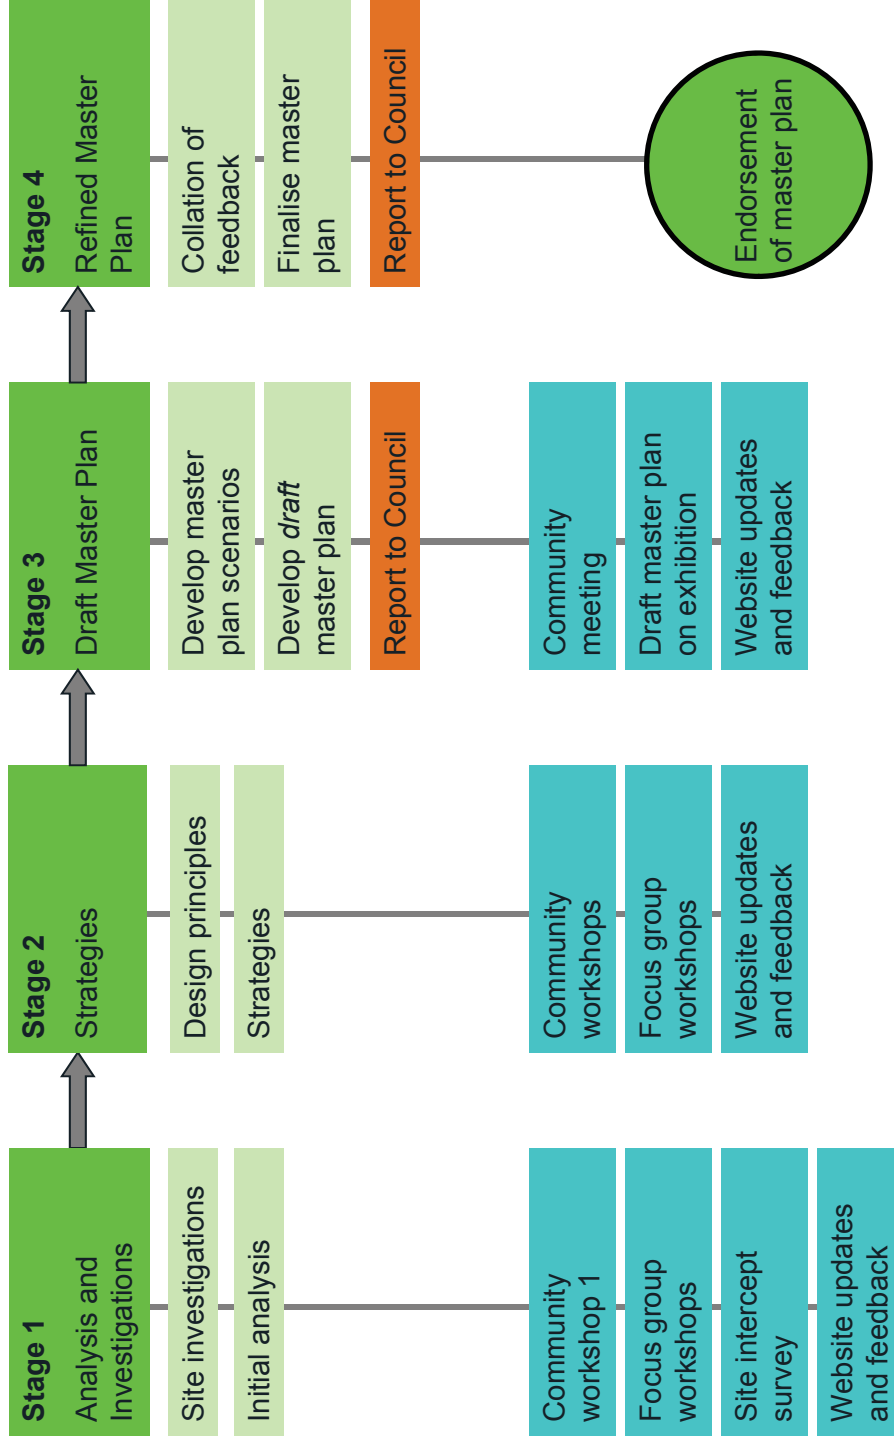 Stage 1
Analysis and
Investigations
Site investigations
Initial analysis
Community
workshop 1
Focus group
workshops
Site intercept
survey
Website updates
and feedback
Stage 2
Strategies
Design principles
Strategies
Community
workshops
Focus group
workshops
Website updates
and feedback
Stage 3
Draft Master Plan
Develop master
plan scenarios
Develop draft
master plan
Report to Council
Community
meeting
Draft master plan
on exhibition
Website updates
and feedback
Stage 4
Refined Master
Plan
Collation of
feedback
Finalise master
plan
Report to Council
Endorsement
of master plan